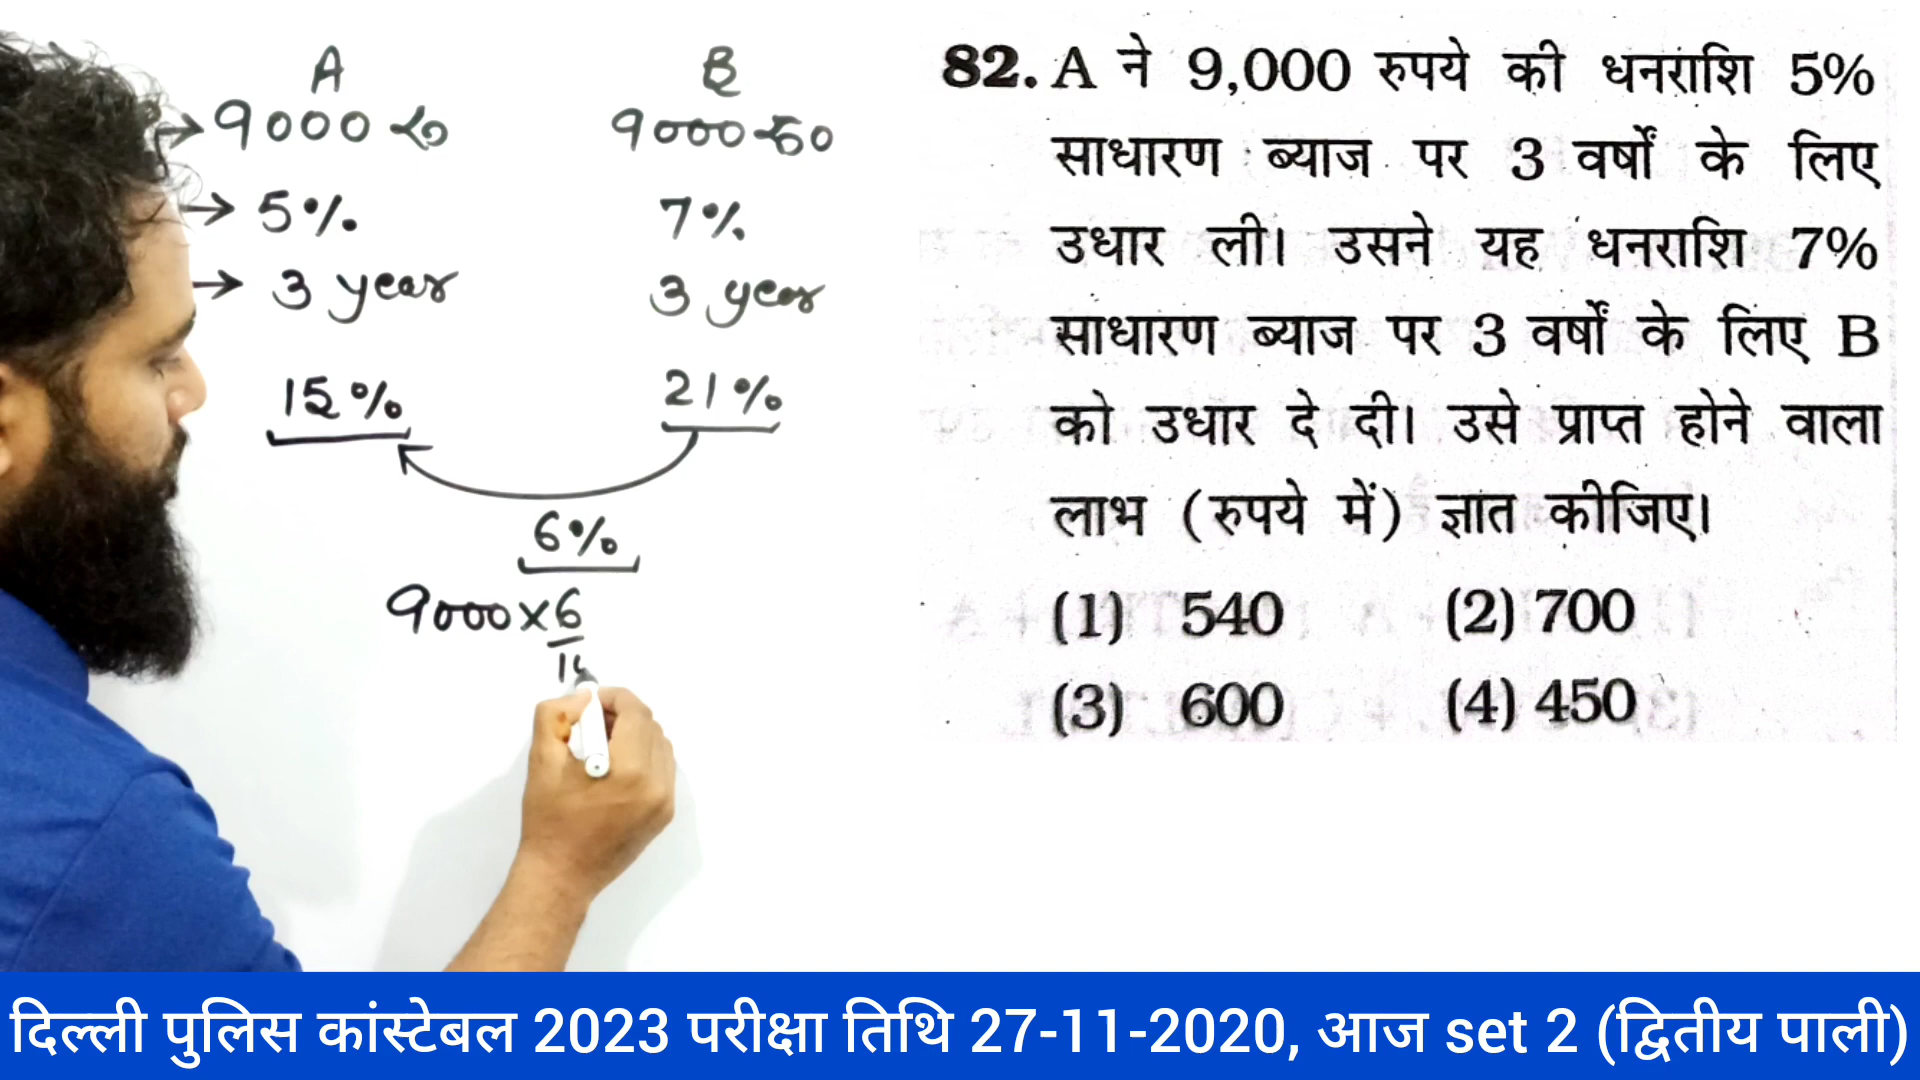 A B
→ 9000 रु 9000 रु0
→ 5% 7%
→ 3 year 3 year
15% 21%
6%
9000 × 6
10
82. A ने 9,000 रुपये की धनराशि 5%
साधारण ब्याज पर 3 वर्षों के लिए
उधार ली। उसने यह धनराशि 7%
साधारण ब्याज पर 3 वर्षों के लिए B
को उधार दे दी। उसे प्राप्त होने वाला
लाभ (रुपये में) ज्ञात कीजिए।
(1) 540 (2) 700
(3) 600 (4) 450
दिल्ली पुलिस कांस्टेबल 2023 परीक्षा तिथि 27-11-2020, आज set 2 (द्वितीय पाली)